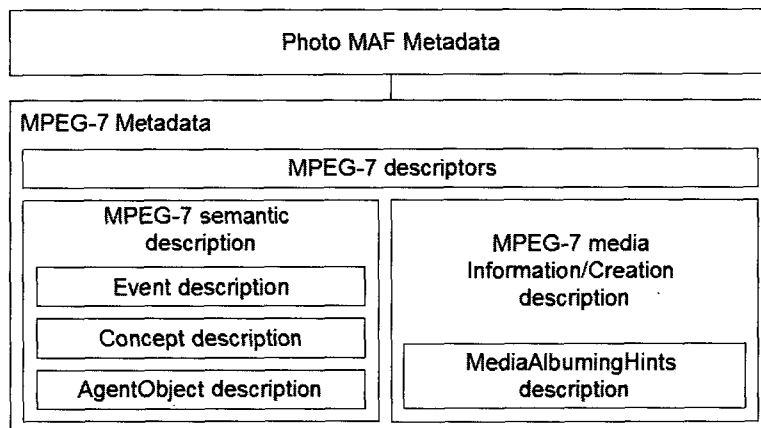 Photo MAF Metadata
MPEG-7 Metadata
MPEG-7 descriptors
MPEG-7 semantic
description
Event description
Concept description
AgentObject description
MPEG-7 media
Information/Creation
description
MediaAlbumingHints
description